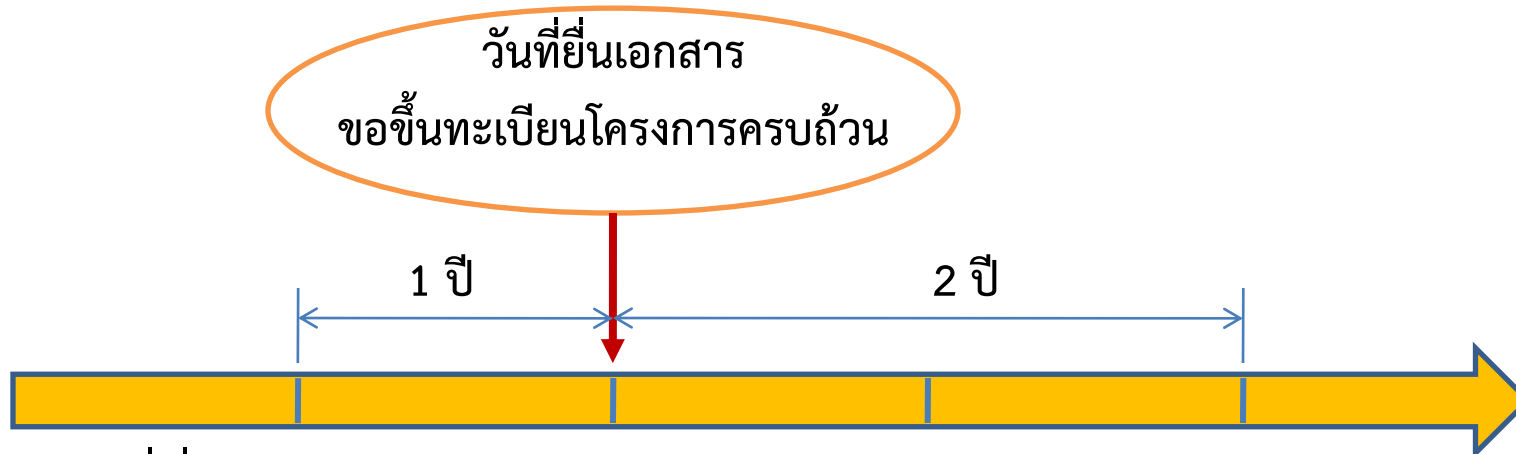 วันที่ยื่นเอกสาร
ขอขึ้นทะเบียนโครงการครบถ้วน
1 ปี
2 ปี